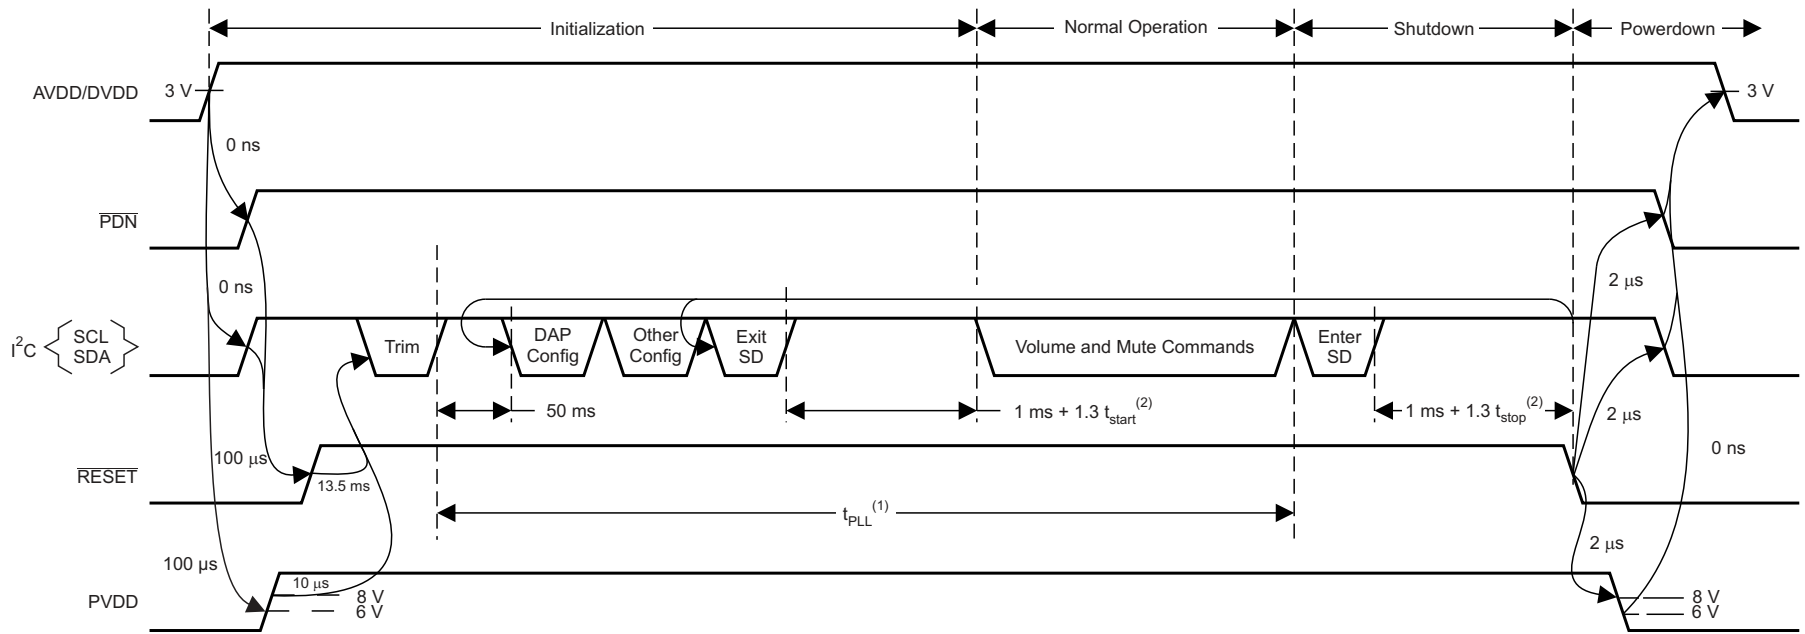 Initialization
Normal Operation
Shutdown
Powerdown
AVDD/DVDD
3 V
3 V
0 ns
PDN
0 ns
2 μs
I²C
SCL
SDA
Trim
DAP
Config
Other
Config
Exit
SD
Volume and Mute Commands
Enter
SD
50 ms
1 ms + 1.3 tstart(2)
1 ms + 1.3 tstop(2)
2 μs
0 ns
100 μs
RESET
13.5 ms
tPLL(1)
2 μs
100 μs
10 μs
PVDD
8 V
6 V
8 V
6 V